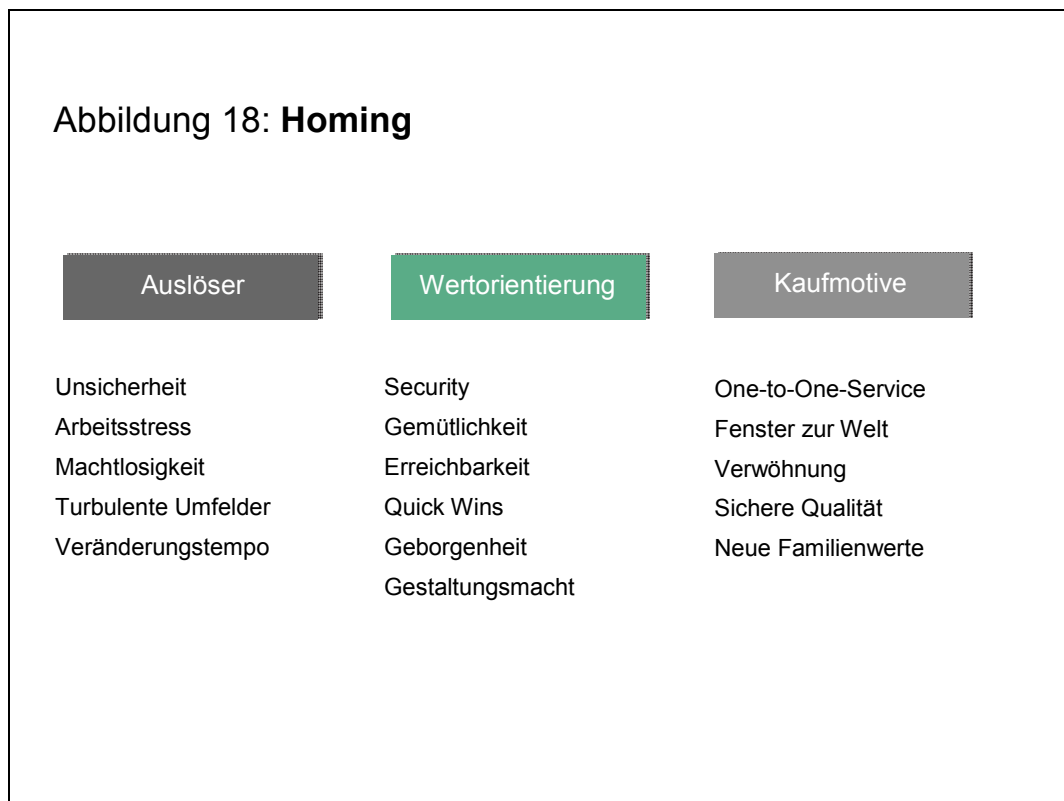 Abbildung 18: Homing
Auslöser
Unsicherheit
Arbeitsstress
Machtlosigkeit
Turbulente Umfelder
Veränderungstempo
Wertorientierung
Security
Gemütlichkeit
Erreichbarkeit
Quick Wins
Geborgenheit
Gestaltungsmacht
Kaufmotive
One-to-One-Service
Fenster zur Welt
Verwöhnung
Sichere Qualität
Neue Familienwerte